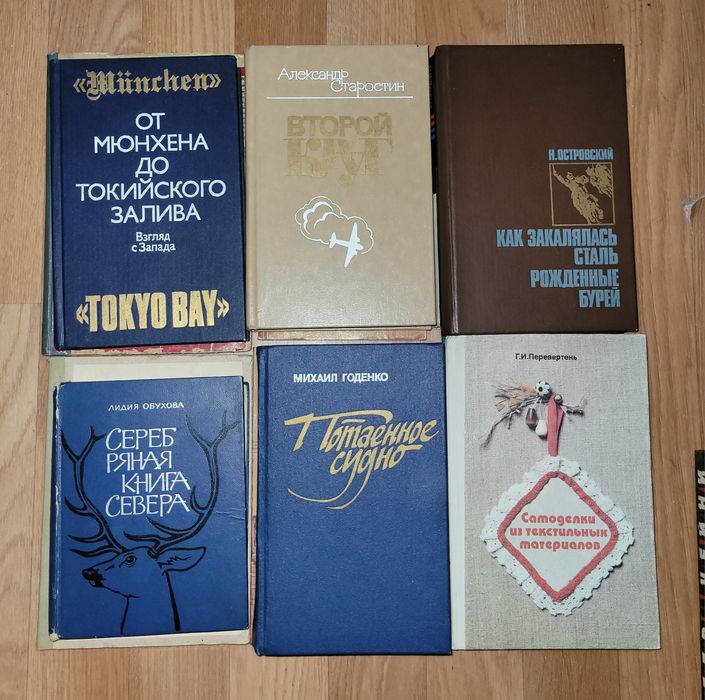 «München»
ОТ
МЮНХЕНА
ДО
ТОКИЙСКОГО
ЗАЛИВА
Взгляд
с Запада
«TOKYO BAY»
Александр
Старостин
ВТОРОЙ
КРУГ
Н. ОСТРОВСКИЙ
КАК ЗАКАЛЯЛАСЬ
СТАЛЬ
РОЖДЕННЫЕ
БУРЕЙ
ЛИДИЯ ОБУХОВА
СЕРЕБ
РЯНАЯ
КНИГА
СЕВЕРА
МИХАИЛ ГОДЕНКО
Потаенное
судно
Г.И.Перевертень
Самоделки
из текстильных
материалов